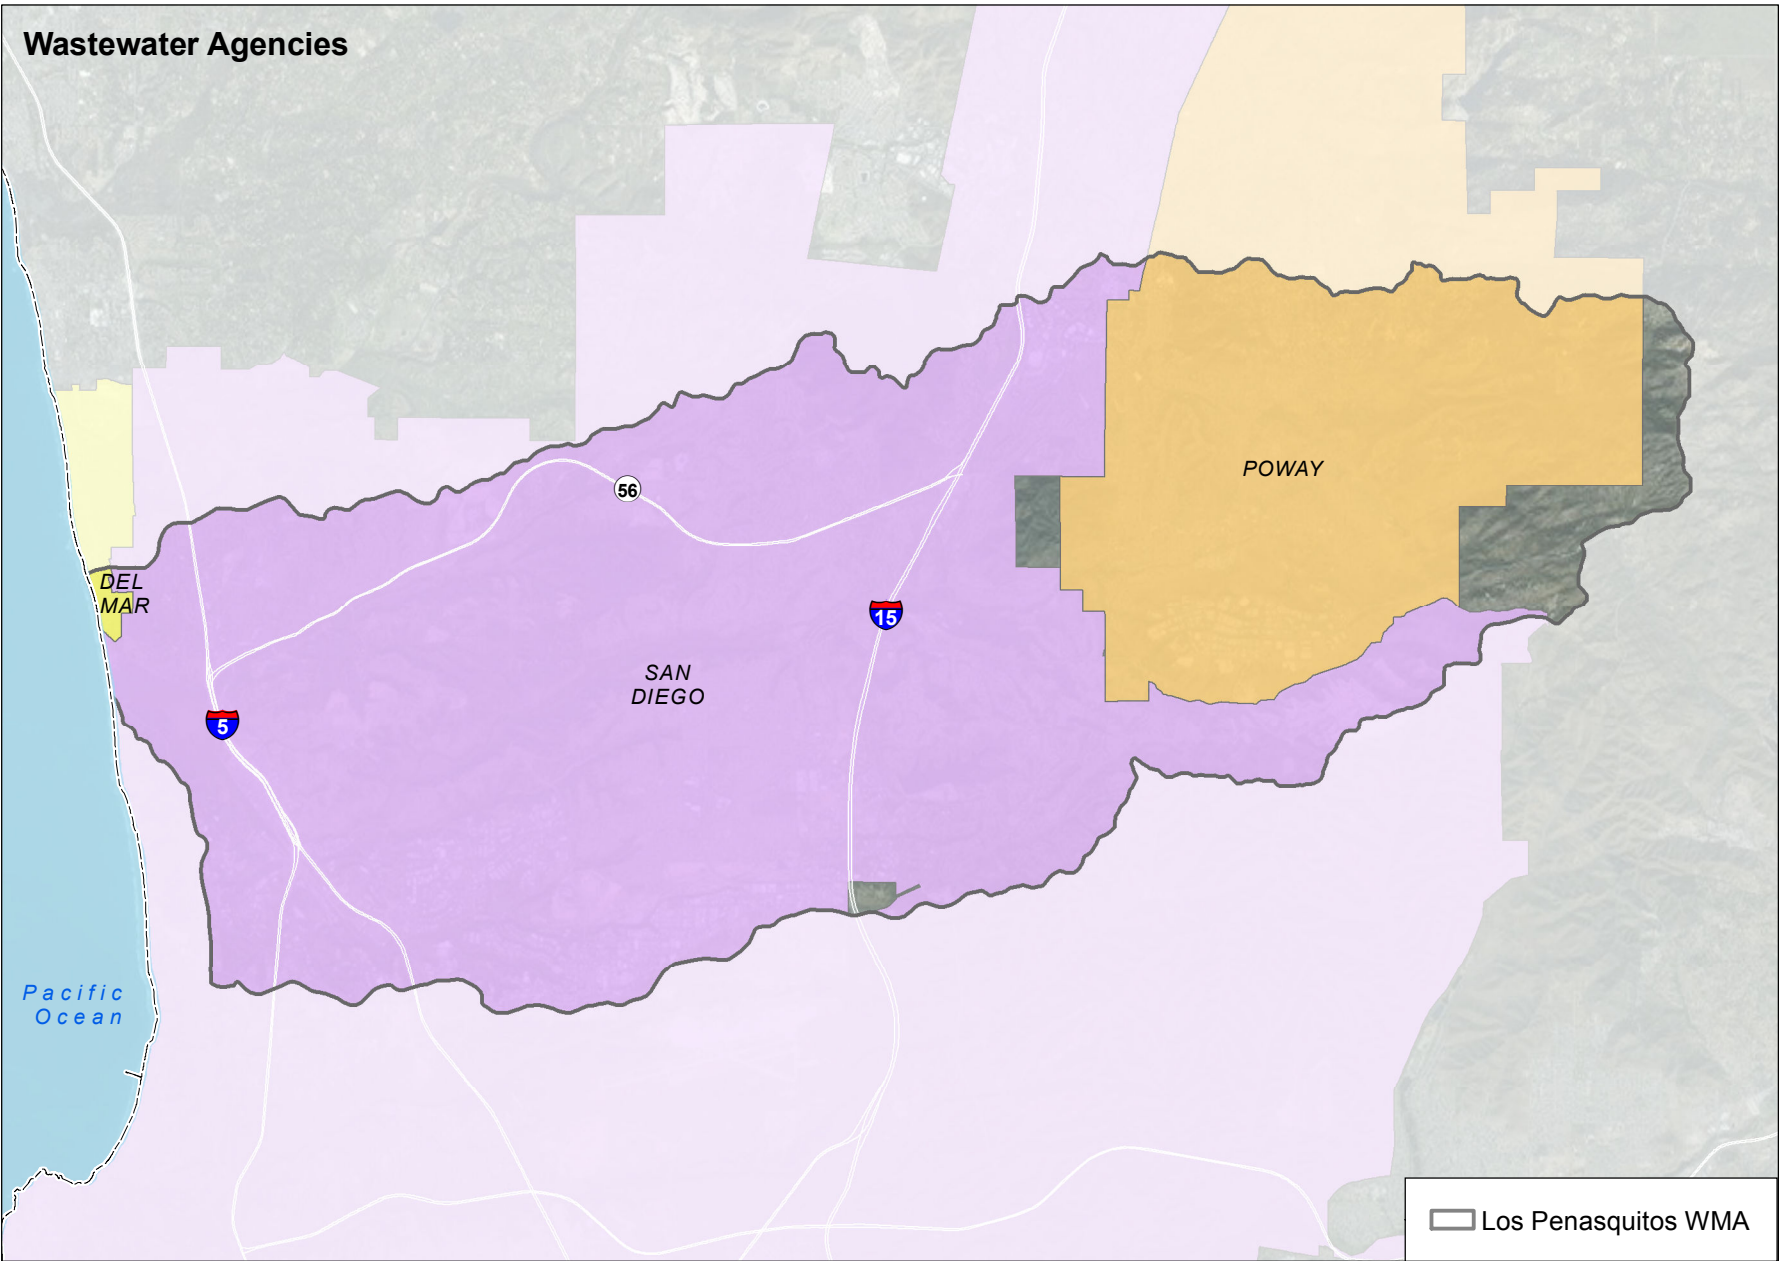 Wastewater Agencies
POWAY
56
DEL
MAR
15
SAN
DIEGO
5
Pacific
Ocean
Los Penasquitos WMA